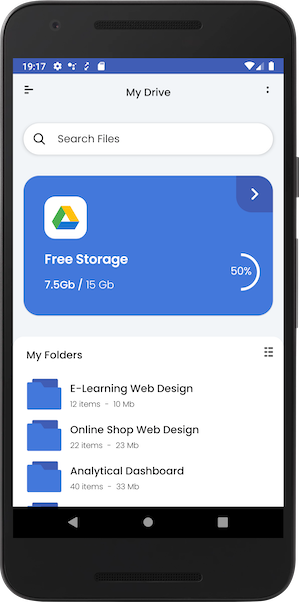 19:17
My Drive
Search Files
Free Storage
50%
7.5Gb / 15 Gb
My Folders
E-Learning Web Design
12 items - 10 Mb
Online Shop Web Design
22 items - 23 Mb
Analytical Dashboard
40 items - 33 Mb